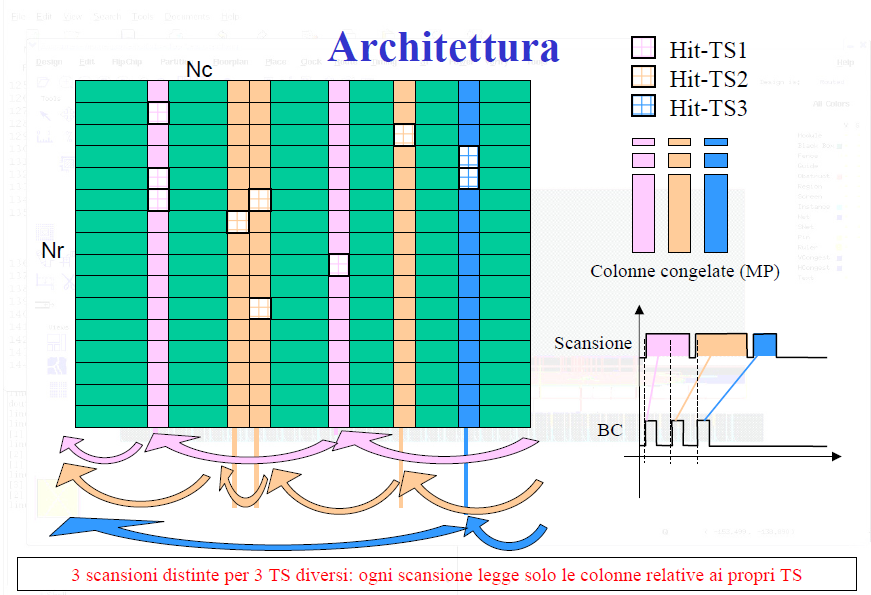 Architettura
Nc
Hit-TS1
Hit-TS2
Hit-TS3
Nr
Colonne congelate (MP)
Scansione
BC
3 scansioni distinte per 3 TS diversi: ogni scansione legge solo le colonne relative ai propri TS